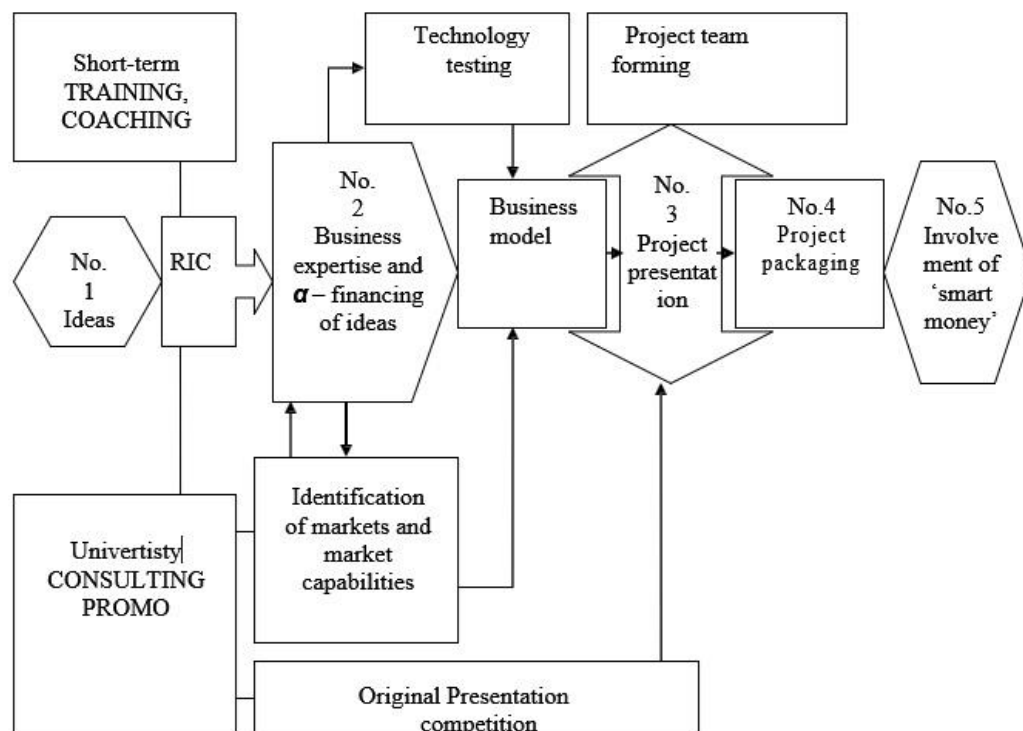 Short-term
TRAINING,
COACHING
Technology
testing
Project team
forming
No.
1
Ideas
RIC
No.
2
Business
expertise and
α – financing
of ideas
Business
model
No.
3
Project
presentat
ion
No.4
Project
packaging
No.5
Involve
ment of
‘smart
money’
Identification
of markets and
market
capabilities
Univertisty
CONSULTING
PROMO
Original Presentation
competition